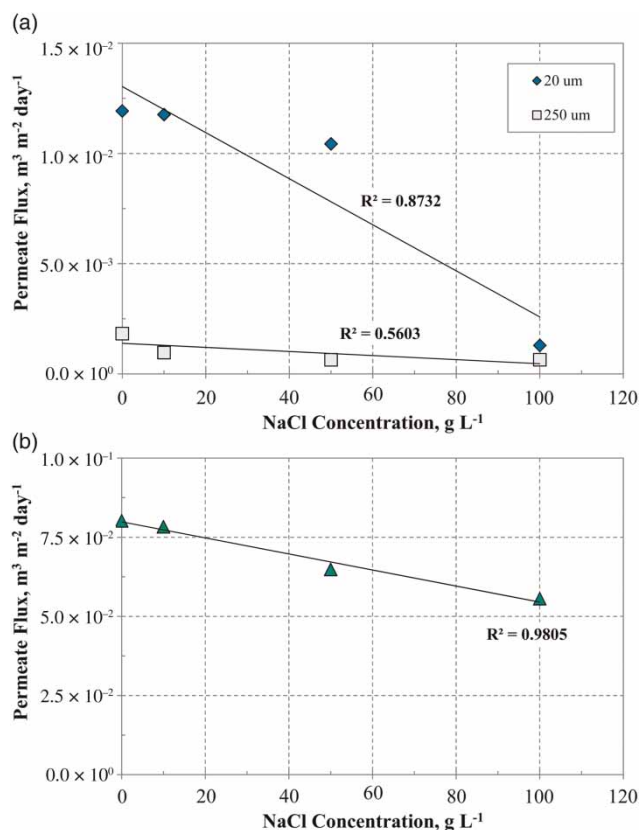 (a)
1.5 × 10⁻²
1.0 × 10⁻²
5.0 × 10⁻³
0.0 × 10⁰
Permeate Flux, m³ m⁻² day⁻¹
20 um
250 um
R² = 0.8732
R² = 0.5603
0 20 40 60 80 100 120
NaCl Concentration, g L⁻¹
(b)
1.0 × 10⁻¹
7.5 × 10⁻²
5.0 × 10⁻²
2.5 × 10⁻²
0.0 × 10⁰
Permeate Flux, m³ m⁻² day⁻¹
R² = 0.9805
0 20 40 60 80 100 120
NaCl Concentration, g L⁻¹